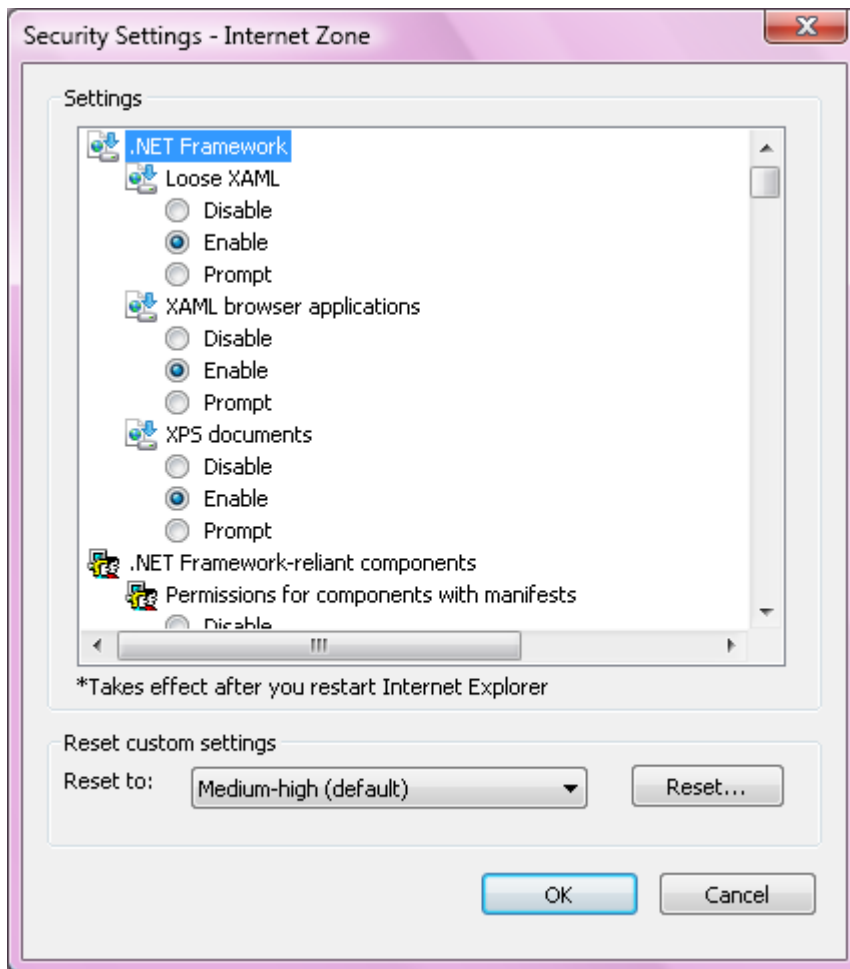 Security Settings - Internet Zone
Settings
.NET Framework
Loose XAML
Disable
Enable
Prompt
XAML browser applications
Disable
Enable
Prompt
XPS documents
Disable
Enable
Prompt
.NET Framework-reliant components
Permissions for components with manifests
Disable
*Takes effect after you restart Internet Explorer
Reset custom settings
Reset to: Medium-high (default) Reset...
OK Cancel